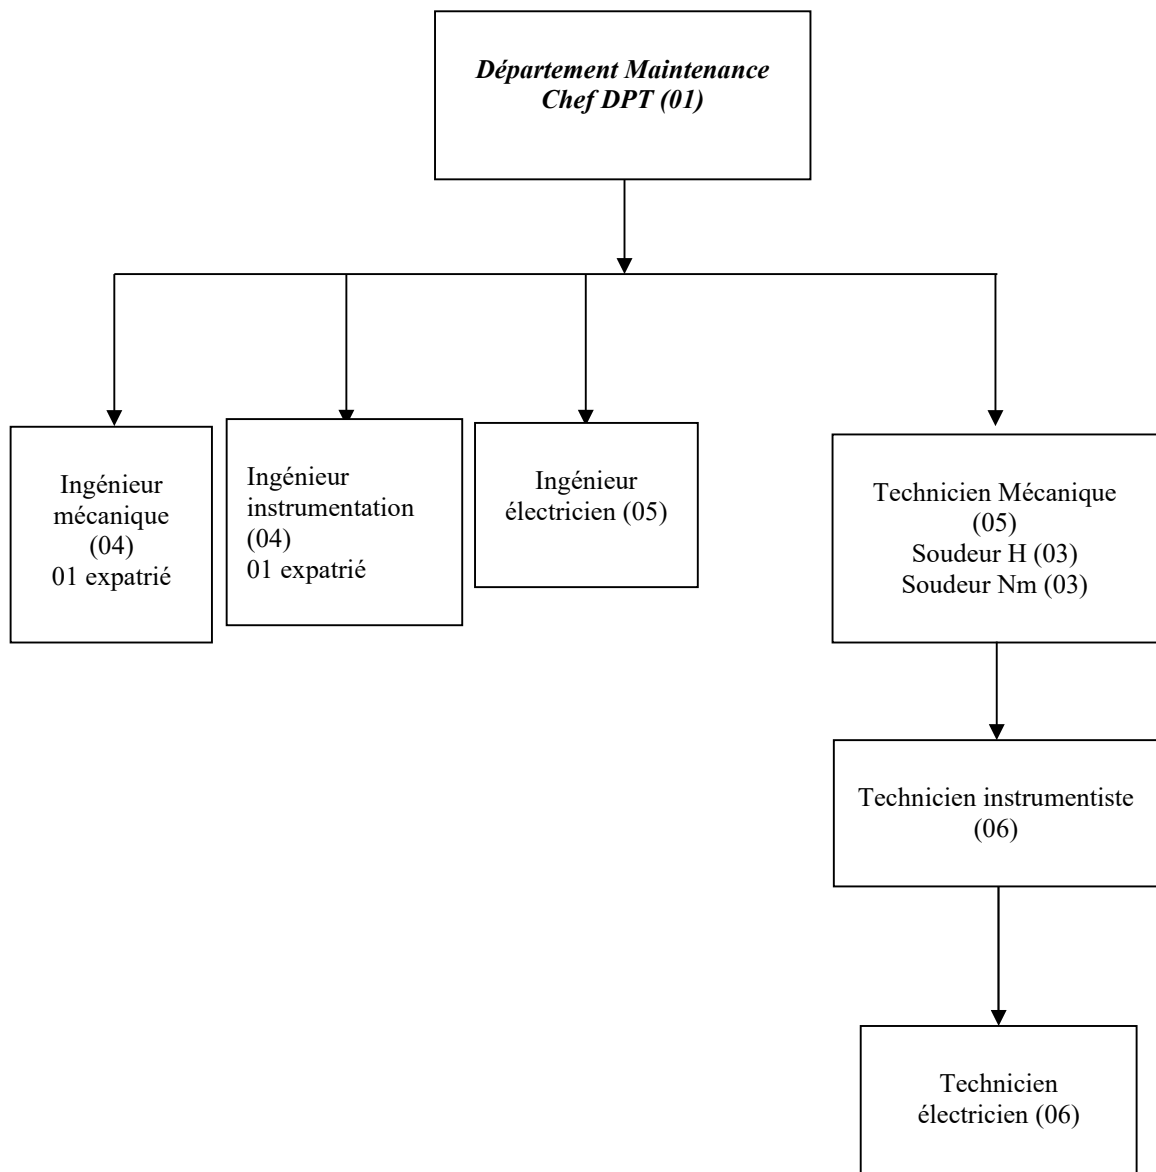 Département Maintenance
Chef DPT (01)
Ingénieur
mécanique
(04)
01 expatrié
Ingénieur
instrumentation
(04)
01 expatrié
Ingénieur
électricien (05)
Technicien Mécanique
(05)
Soudeur H (03)
Soudeur Nm (03)
Technicien instrumentiste
(06)
Technicien
électricien (06)